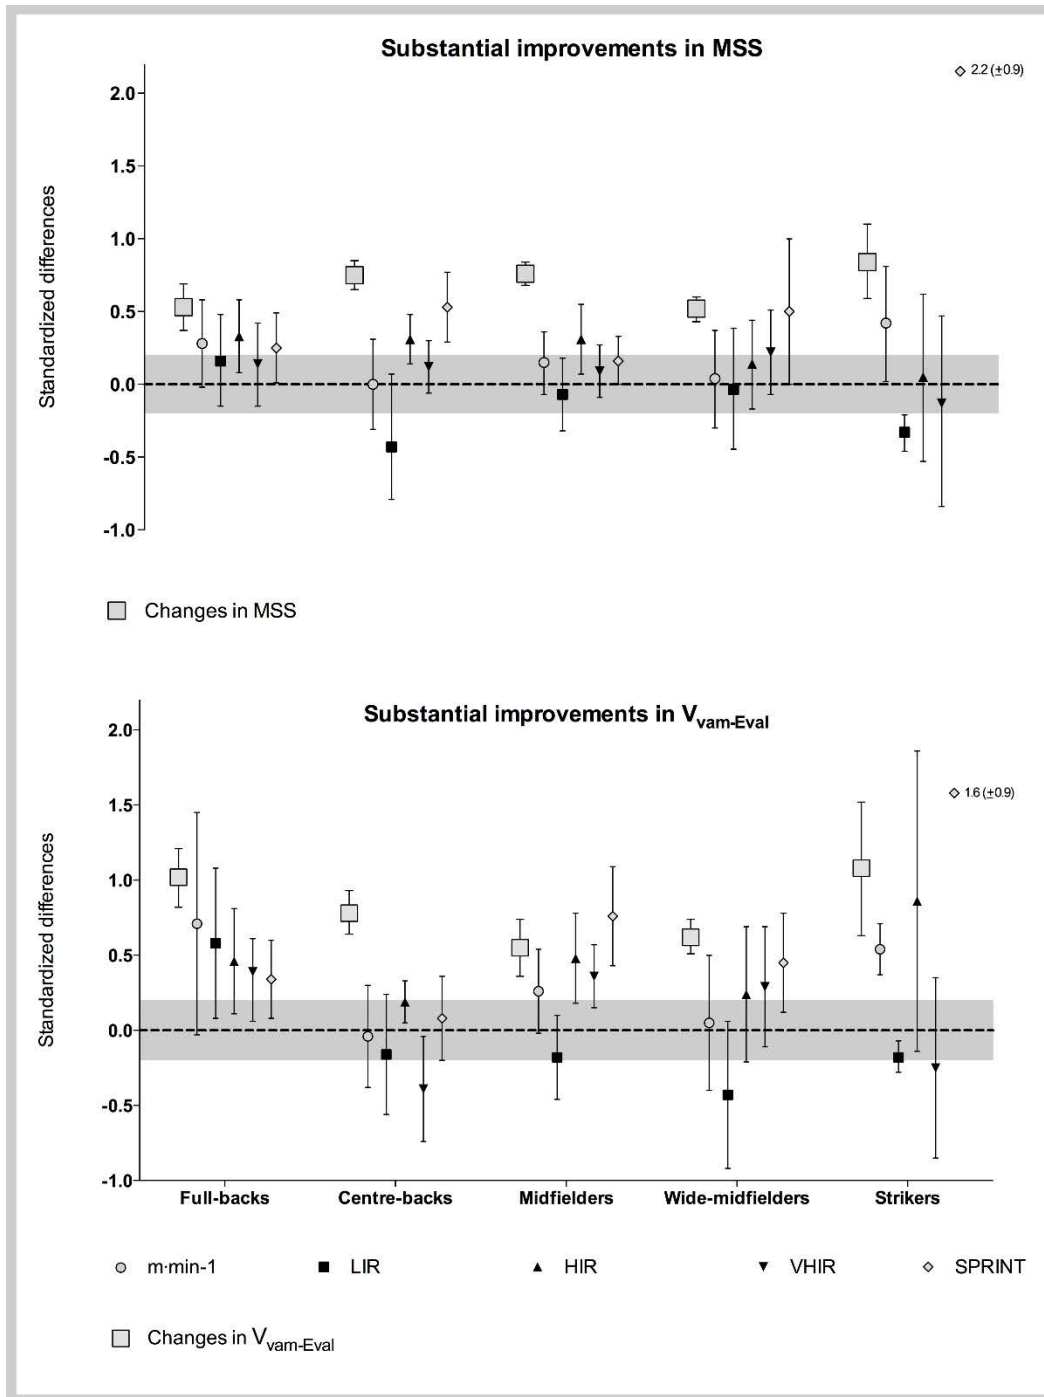 Substantial improvements in MSS
2.2 (±0.9)
2.0
1.5
1.0
0.5
0.0
-0.5
-1.0
Standardized differences
Changes in MSS
Substantial improvements in Vvam-Eval
2.0
1.5
1.0
0.5
0.0
-0.5
-1.0
Standardized differences
1.6 (±0.9)
Full-backs Centre-backs Midfielders Wide-midfielders Strikers
m·min-1 LIR HIR VHIR SPRINT
Changes in Vvam-Eval